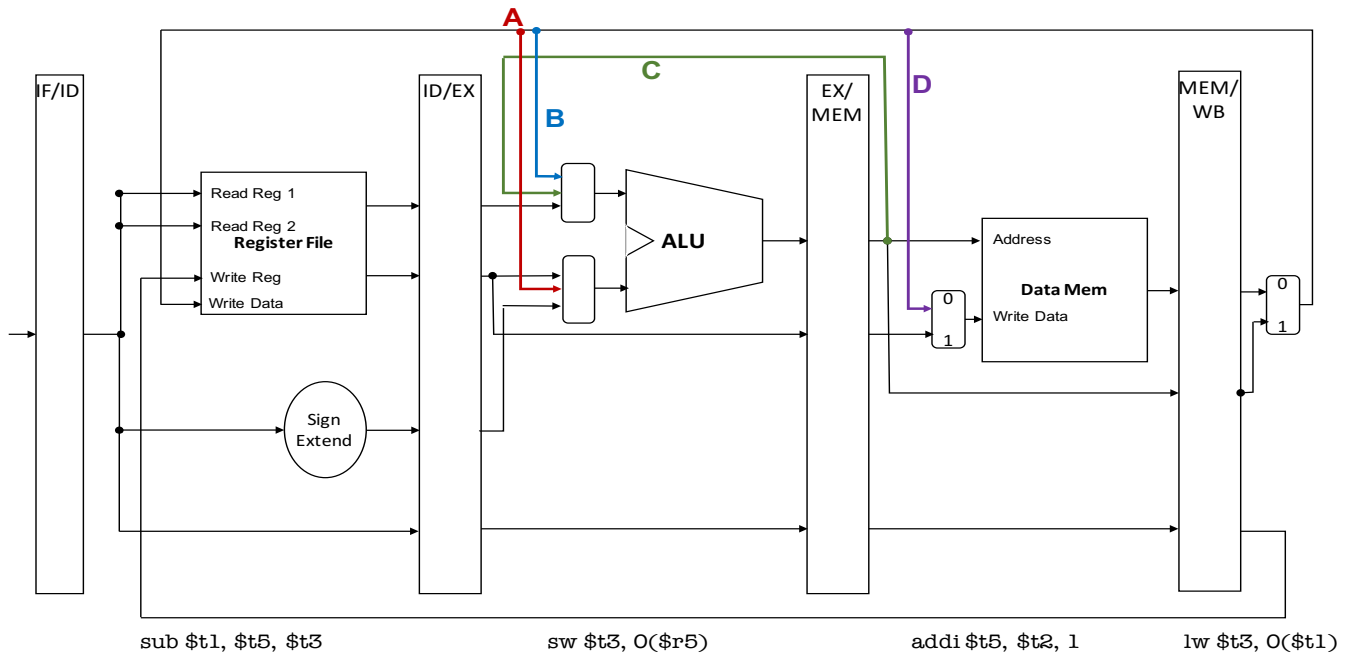 A
B
C
D
IF/ID
ID/EX
EX/
MEM
MEM/
WB
Read Reg 1
Read Reg 2
Register File
Write Reg
Write Data
ALU
Address
Data Mem
Write Data
0
1
0
1
Sign
Extend
sub $t1, $t5, $t3
sw $t3, 0($r5)
addi $t5, $t2, 1
lw $t3, 0($t1)